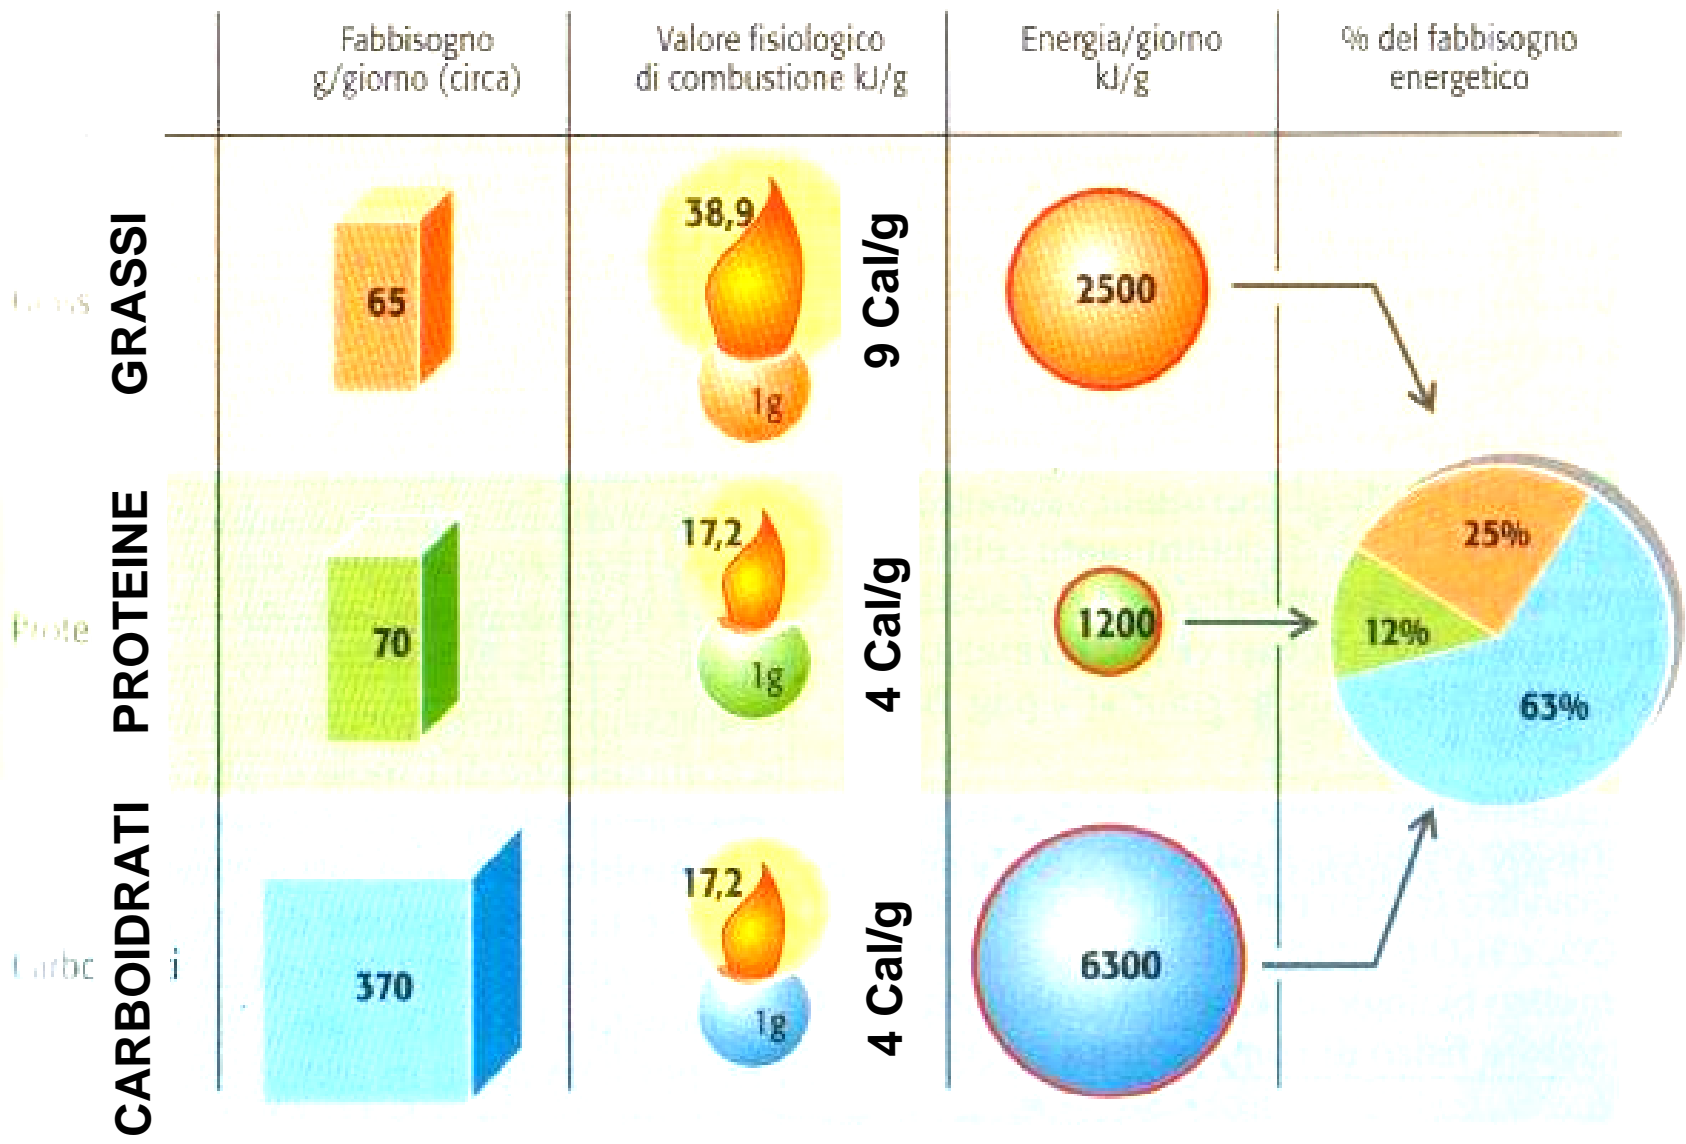 Fabbisogno
g/giorno (circa)
Valore fisiologico
di combustione kJ/g
Energia/giorno
kJ/g
% del fabbisogno
energetico
GRASSI
65
38,9
1g
9 Cal/g
2500
25%
PROTEINE
70
17,2
1g
4 Cal/g
1200
12%
63%
CARBOIDRATI
370
17,2
1g
4 Cal/g
6300